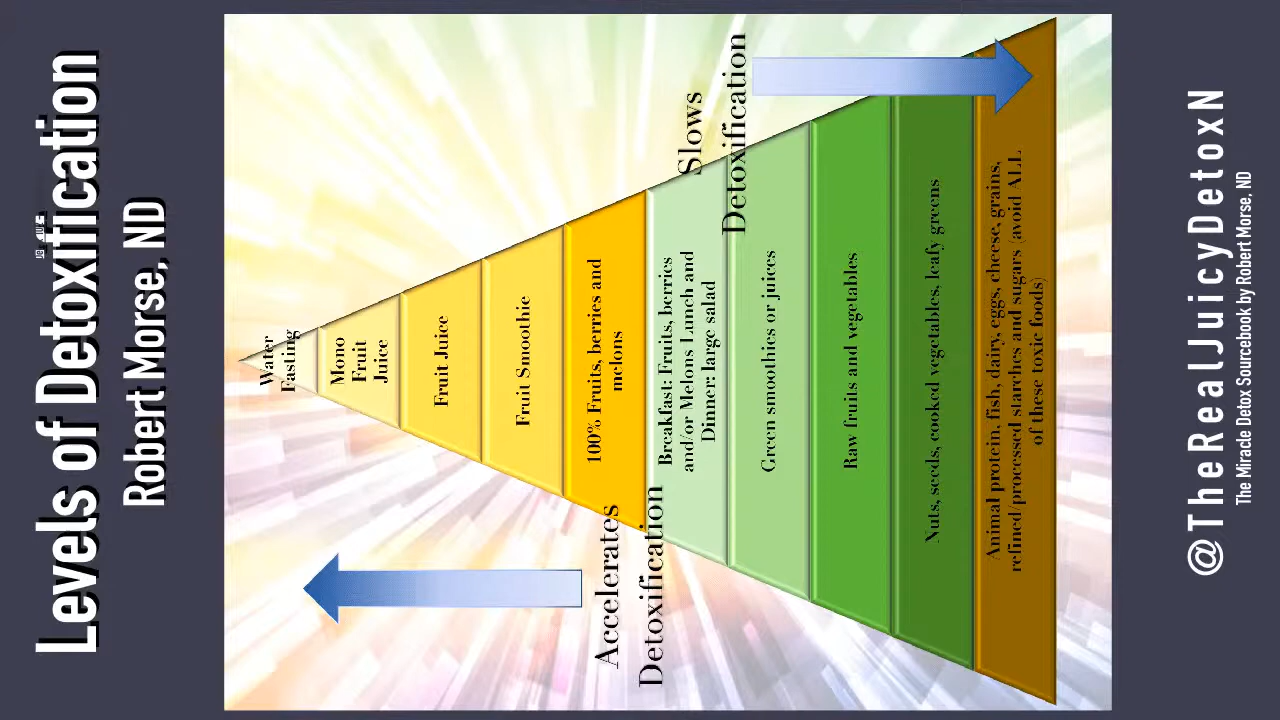 Levels of Detoxification
Robert Morse, ND
Water
Fasting
Mono
Fruit
Juice
Fruit Juice
Fruit Smoothie
100% Fruits, berries and
melons
Accelerates
Detoxification
Breakfast: Fruits, berries
and/or Melons Lunch and
Dinner: large salad
Slows
Detoxification
Green smoothies or juices
Raw fruits and vegetables
Nuts, seeds, cooked vegetables, leafy greens
Animal protein, fish, dairy, eggs, cheese, grains,
refined/processed starches and sugars (avoid ALL
of these toxic foods)
@TheRealJuicyDetoxN
The Miracle Detox Sourcebook by Robert Morse, ND